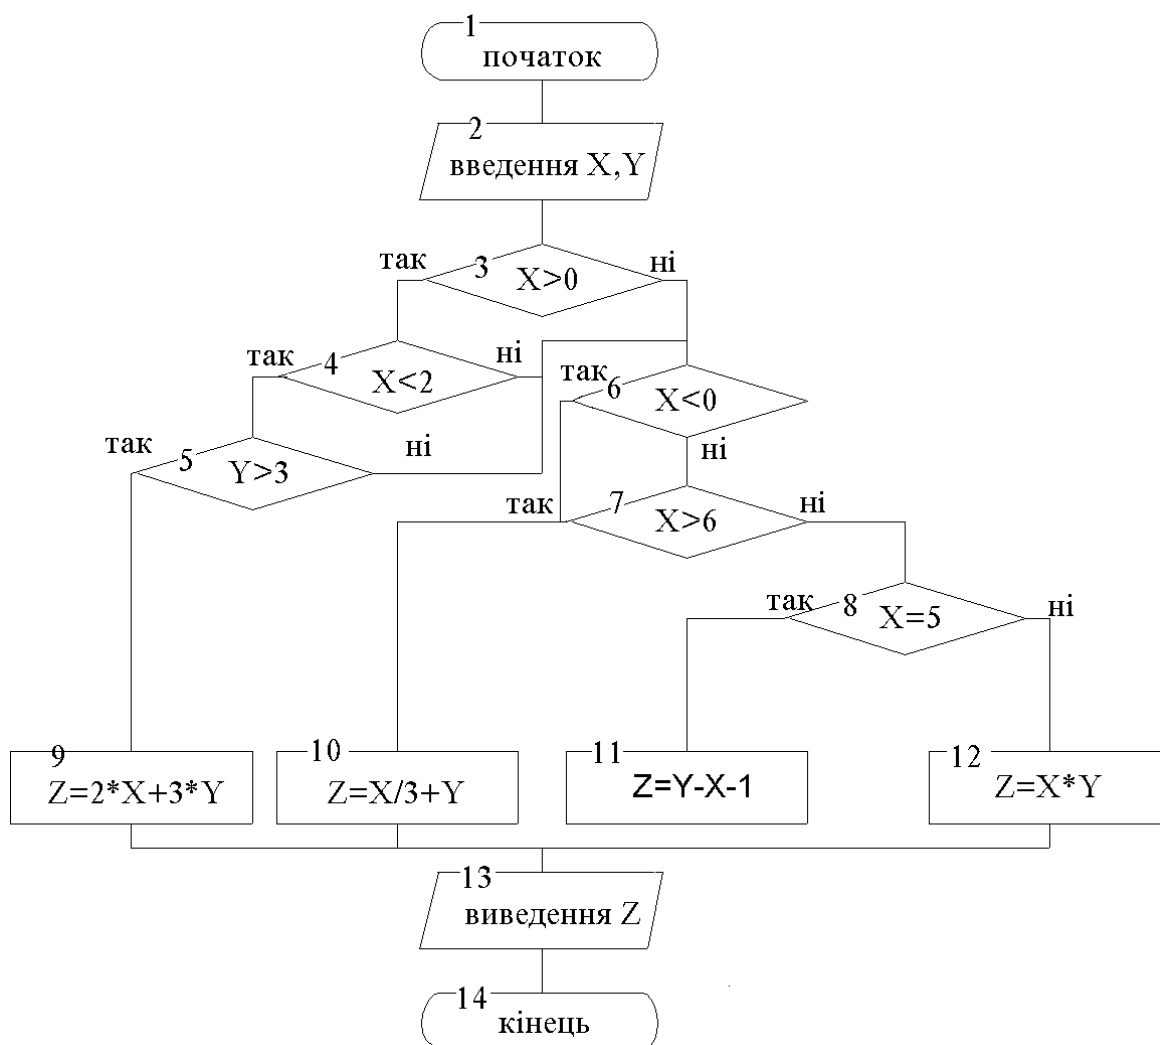 1
початок
2
введення X,Y
так
3
X>0
ні
так
4
X<2
ні
так
6
X<0
ні
так
5
Y>3
ні
так
7
X>6
ні
так
8
X=5
ні
9
Z=2*X+3*Y
10
Z=X/3+Y
11
Z=Y-X-1
12
Z=X*Y
13
виведення Z
14
кінець